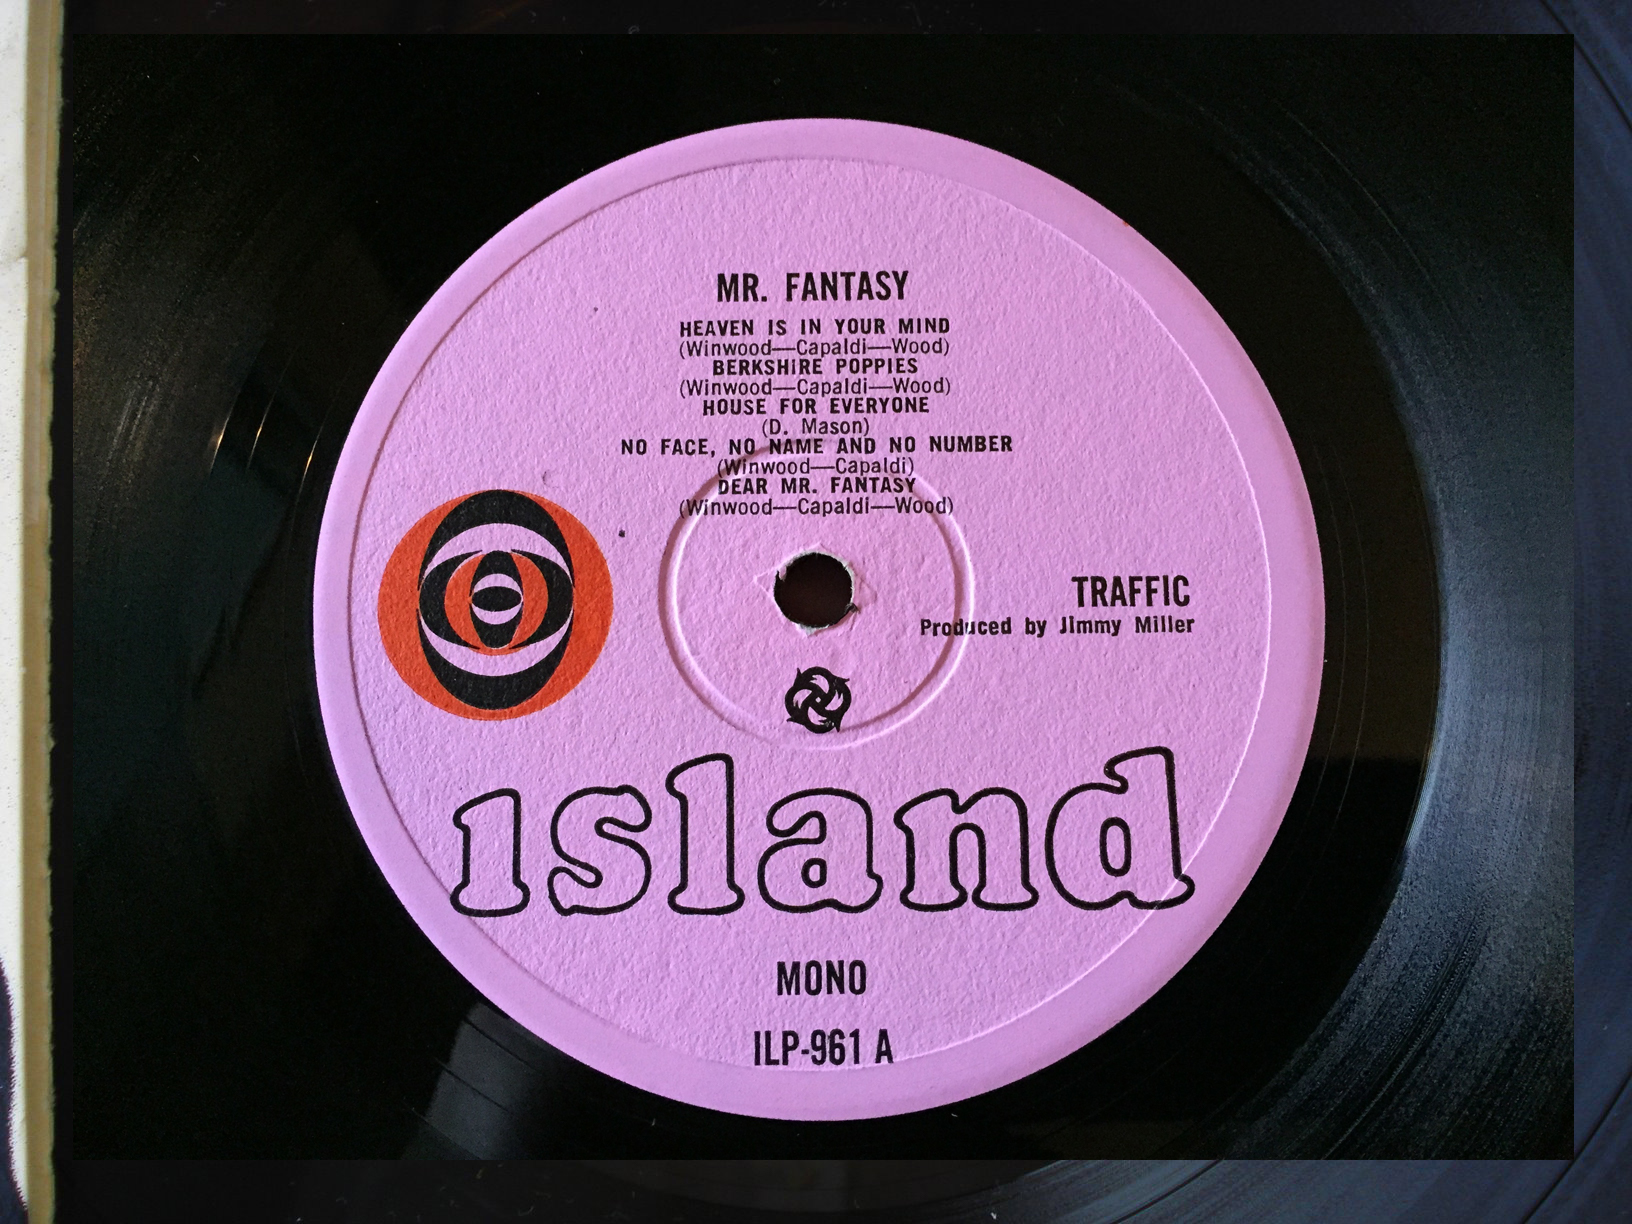 MR. FANTASY
HEAVEN IS IN YOUR MIND
(Winwood—Capaldi—Wood)
BERKSHIRE POPPIES
(Winwood—Capaldi—Wood)
HOUSE FOR EVERYONE
(D. Mason)
NO FACE, NO NAME AND NO NUMBER
(Winwood—Capaldi)
DEAR MR. FANTASY
(Winwood—Capaldi—Wood)
TRAFFIC
Produced by Jimmy Miller
island
MONO
ILP-961 A